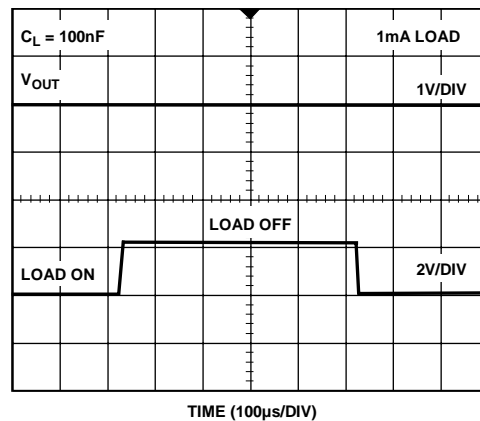 C_L = 100nF 1mA LOAD
V_OUT 1V/DIV
LOAD OFF
LOAD ON 2V/DIV
TIME (100μs/DIV)